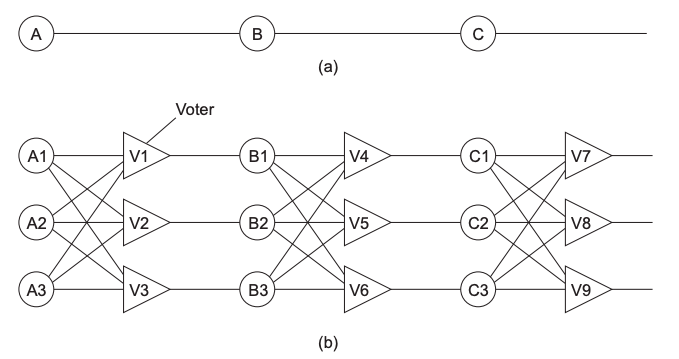 A B C
(a)
Voter
A1 V1 B1 V4 C1 V7
A2 V2 B2 V5 C2 V8
A3 V3 B3 V6 C3 V9
(b)